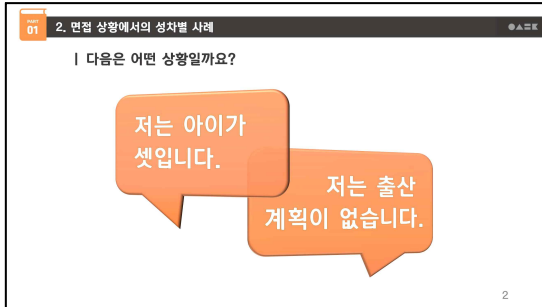 PART
01
2. 면접 상황에서의 성차별 사례
| 다음은 어떤 상황일까요?
저는 아이가
셋입니다.
저는 출산
계획이 없습니다.
2